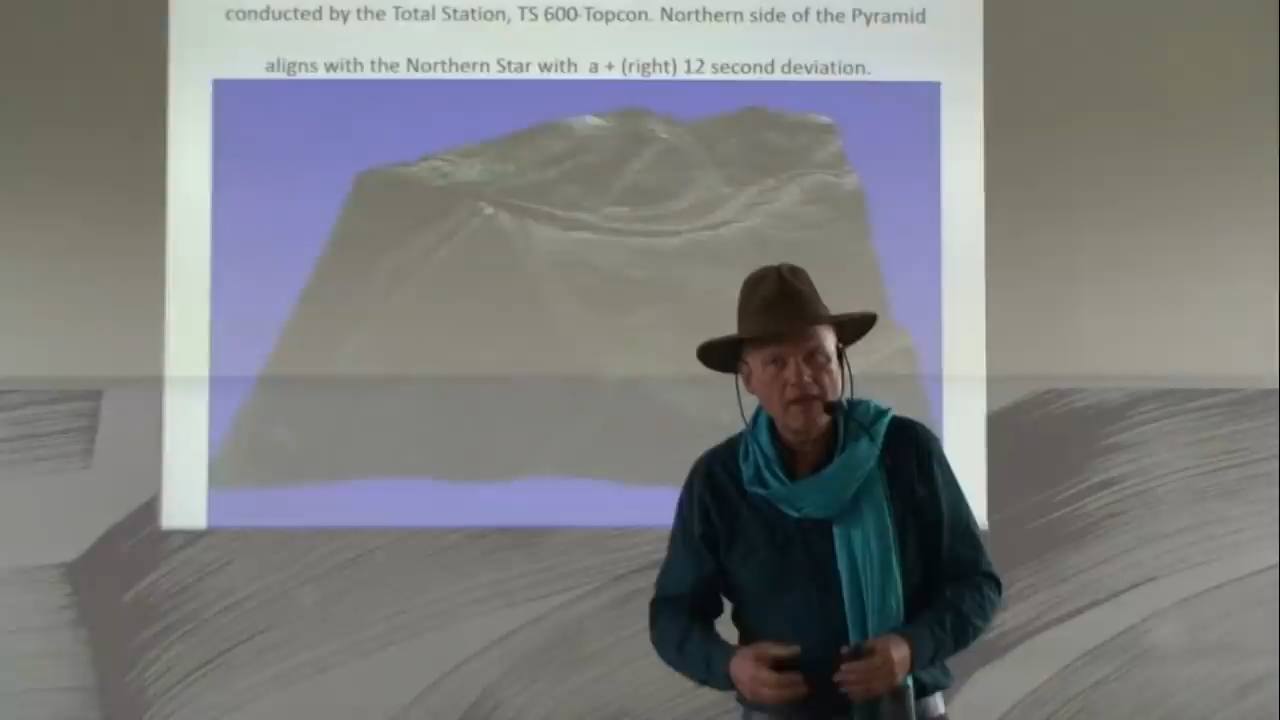 conducted by the Total Station, TS 600-Topcon. Northern side of the Pyramid
aligns with the Northern Star with a + (right) 12 second deviation.